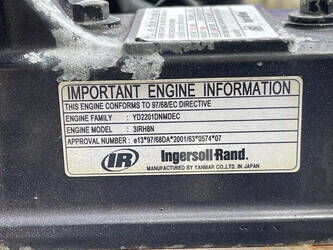 IMPORTANT ENGINE INFORMATION
THIS ENGINE CONFORMS TO 97/68/EC DIRECTIVE
ENGINE FAMILY : YD2201DNMDEC
ENGINE MODEL : 3IRH8N
APPROVAL NUMBER : e13*97/68DA*2001/63*0574*07
IR Ingersoll-Rand.
MANUFACTURED BY YANMAR CO.,LTD. IN JAPAN